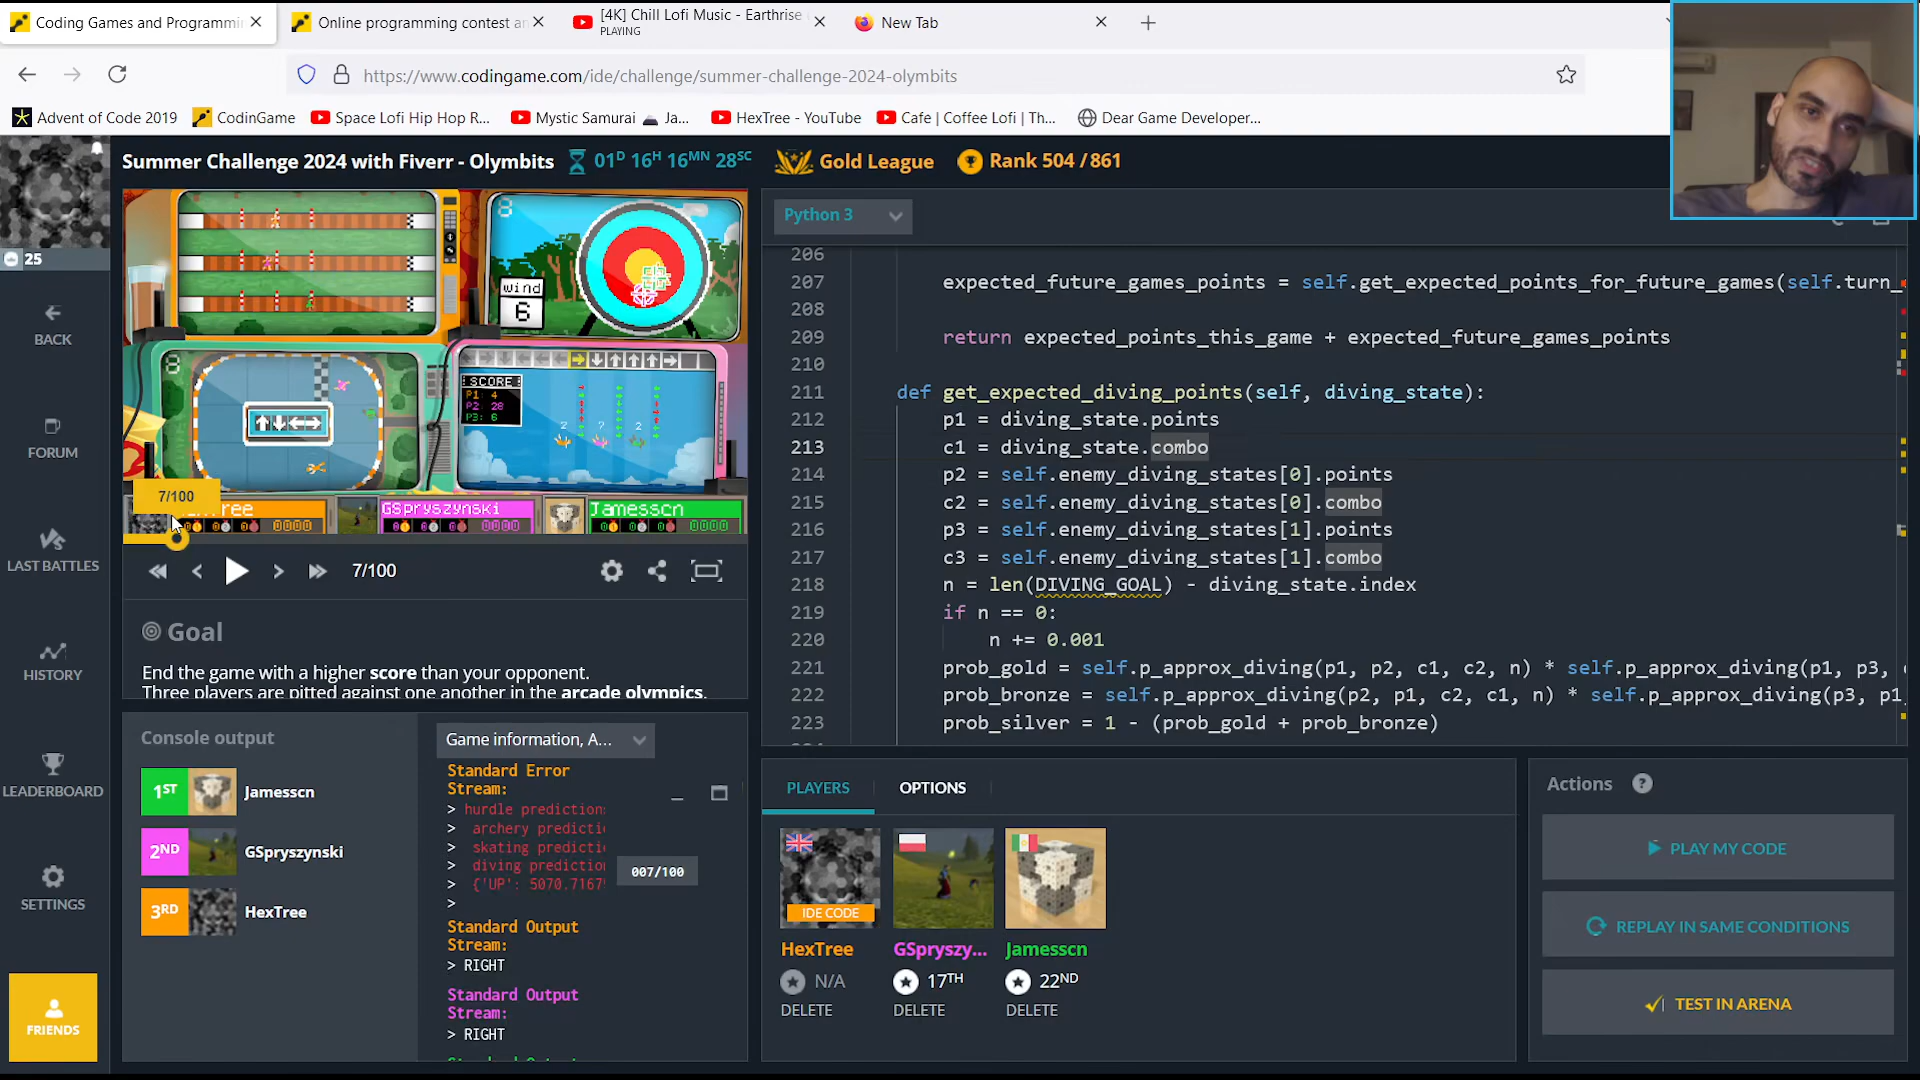 Coding Games and Programmi
Online programming contest a
[4K] Chill Lofi Music - Earthrise
PLAYING
New Tab
https://www.codingame.com/ide/challenge/summer-challenge-2024-olymbits
Advent of Code 2019
CodinGame
Space Lofi Hip Hop R...
Mystic Samurai
Ja...
HexTree - YouTube
Cafe | Coffee Lofi | Th...
Dear Game Developer...
Summer Challenge 2024 with Fiverr - Olymbits
01D 16H 16MN 28SC
Gold League
Rank 504 / 861
25
BACK
FORUM
LAST BATTLES
HISTORY
LEADERBOARD
SETTINGS
FRIENDS
8
wind
6
8
SCORE
P1: 4
P2: 28
P3: 6
2
7
2
7/100
GSpryszynski
Jamesscn
0000
0000
0000
7/100
Goal
End the game with a higher score than your opponent.
Three players are pitted against one another in the arcade olympics.
Console output
1ST
Jamesscn
2ND
GSpryszynski
3RD
HexTree
Game information, A...
Standard Error
Stream:
> hurdle prediction
> archery predicti
> skating predicti
> diving predictio
> {'UP': 5070.716
>
007/100
Standard Output
Stream:
> RIGHT
Standard Output
Stream:
> RIGHT
Python 3
206
207 expected_future_games_points = self.get_expected_points_for_future_games(self.turn_
208
209 return expected_points_this_game + expected_future_games_points
210
211 def get_expected_diving_points(self, diving_state):
212 p1 = diving_state.points
213 c1 = diving_state.combo
214 p2 = self.enemy_diving_states[0].points
215 c2 = self.enemy_diving_states[0].combo
216 p3 = self.enemy_diving_states[1].points
217 c3 = self.enemy_diving_states[1].combo
218 n = len(DIVING_GOAL) - diving_state.index
219 if n == 0:
220 n += 0.001
221 prob_gold = self.p_approx_diving(p1, p2, c1, c2, n) * self.p_approx_diving(p1, p3,
222 prob_bronze = self.p_approx_diving(p2, p1, c2, c1, n) * self.p_approx_diving(p3, p1
223 prob_silver = 1 - (prob_gold + prob_bronze)
PLAYERS
OPTIONS
IDE CODE
HexTree
GSpryszy...
Jamesscn
N/A
17TH
22ND
DELETE
DELETE
DELETE
Actions
?
PLAY MY CODE
REPLAY IN SAME CONDITIONS
TEST IN ARENA